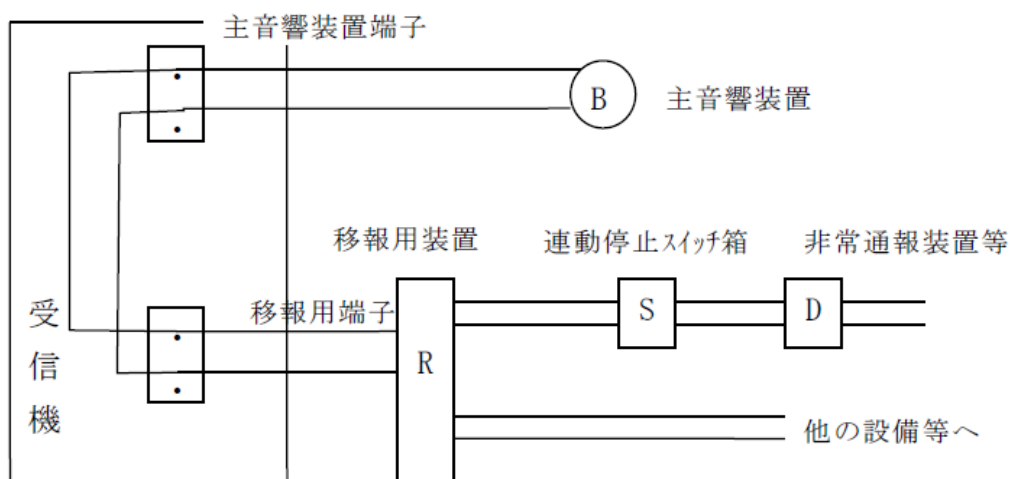 主音響装置端子
B
主音響装置
移報用装置
連動停止スイッチ箱
非常通報装置等
移報用端子
S
D
R
受信機
他の設備等へ